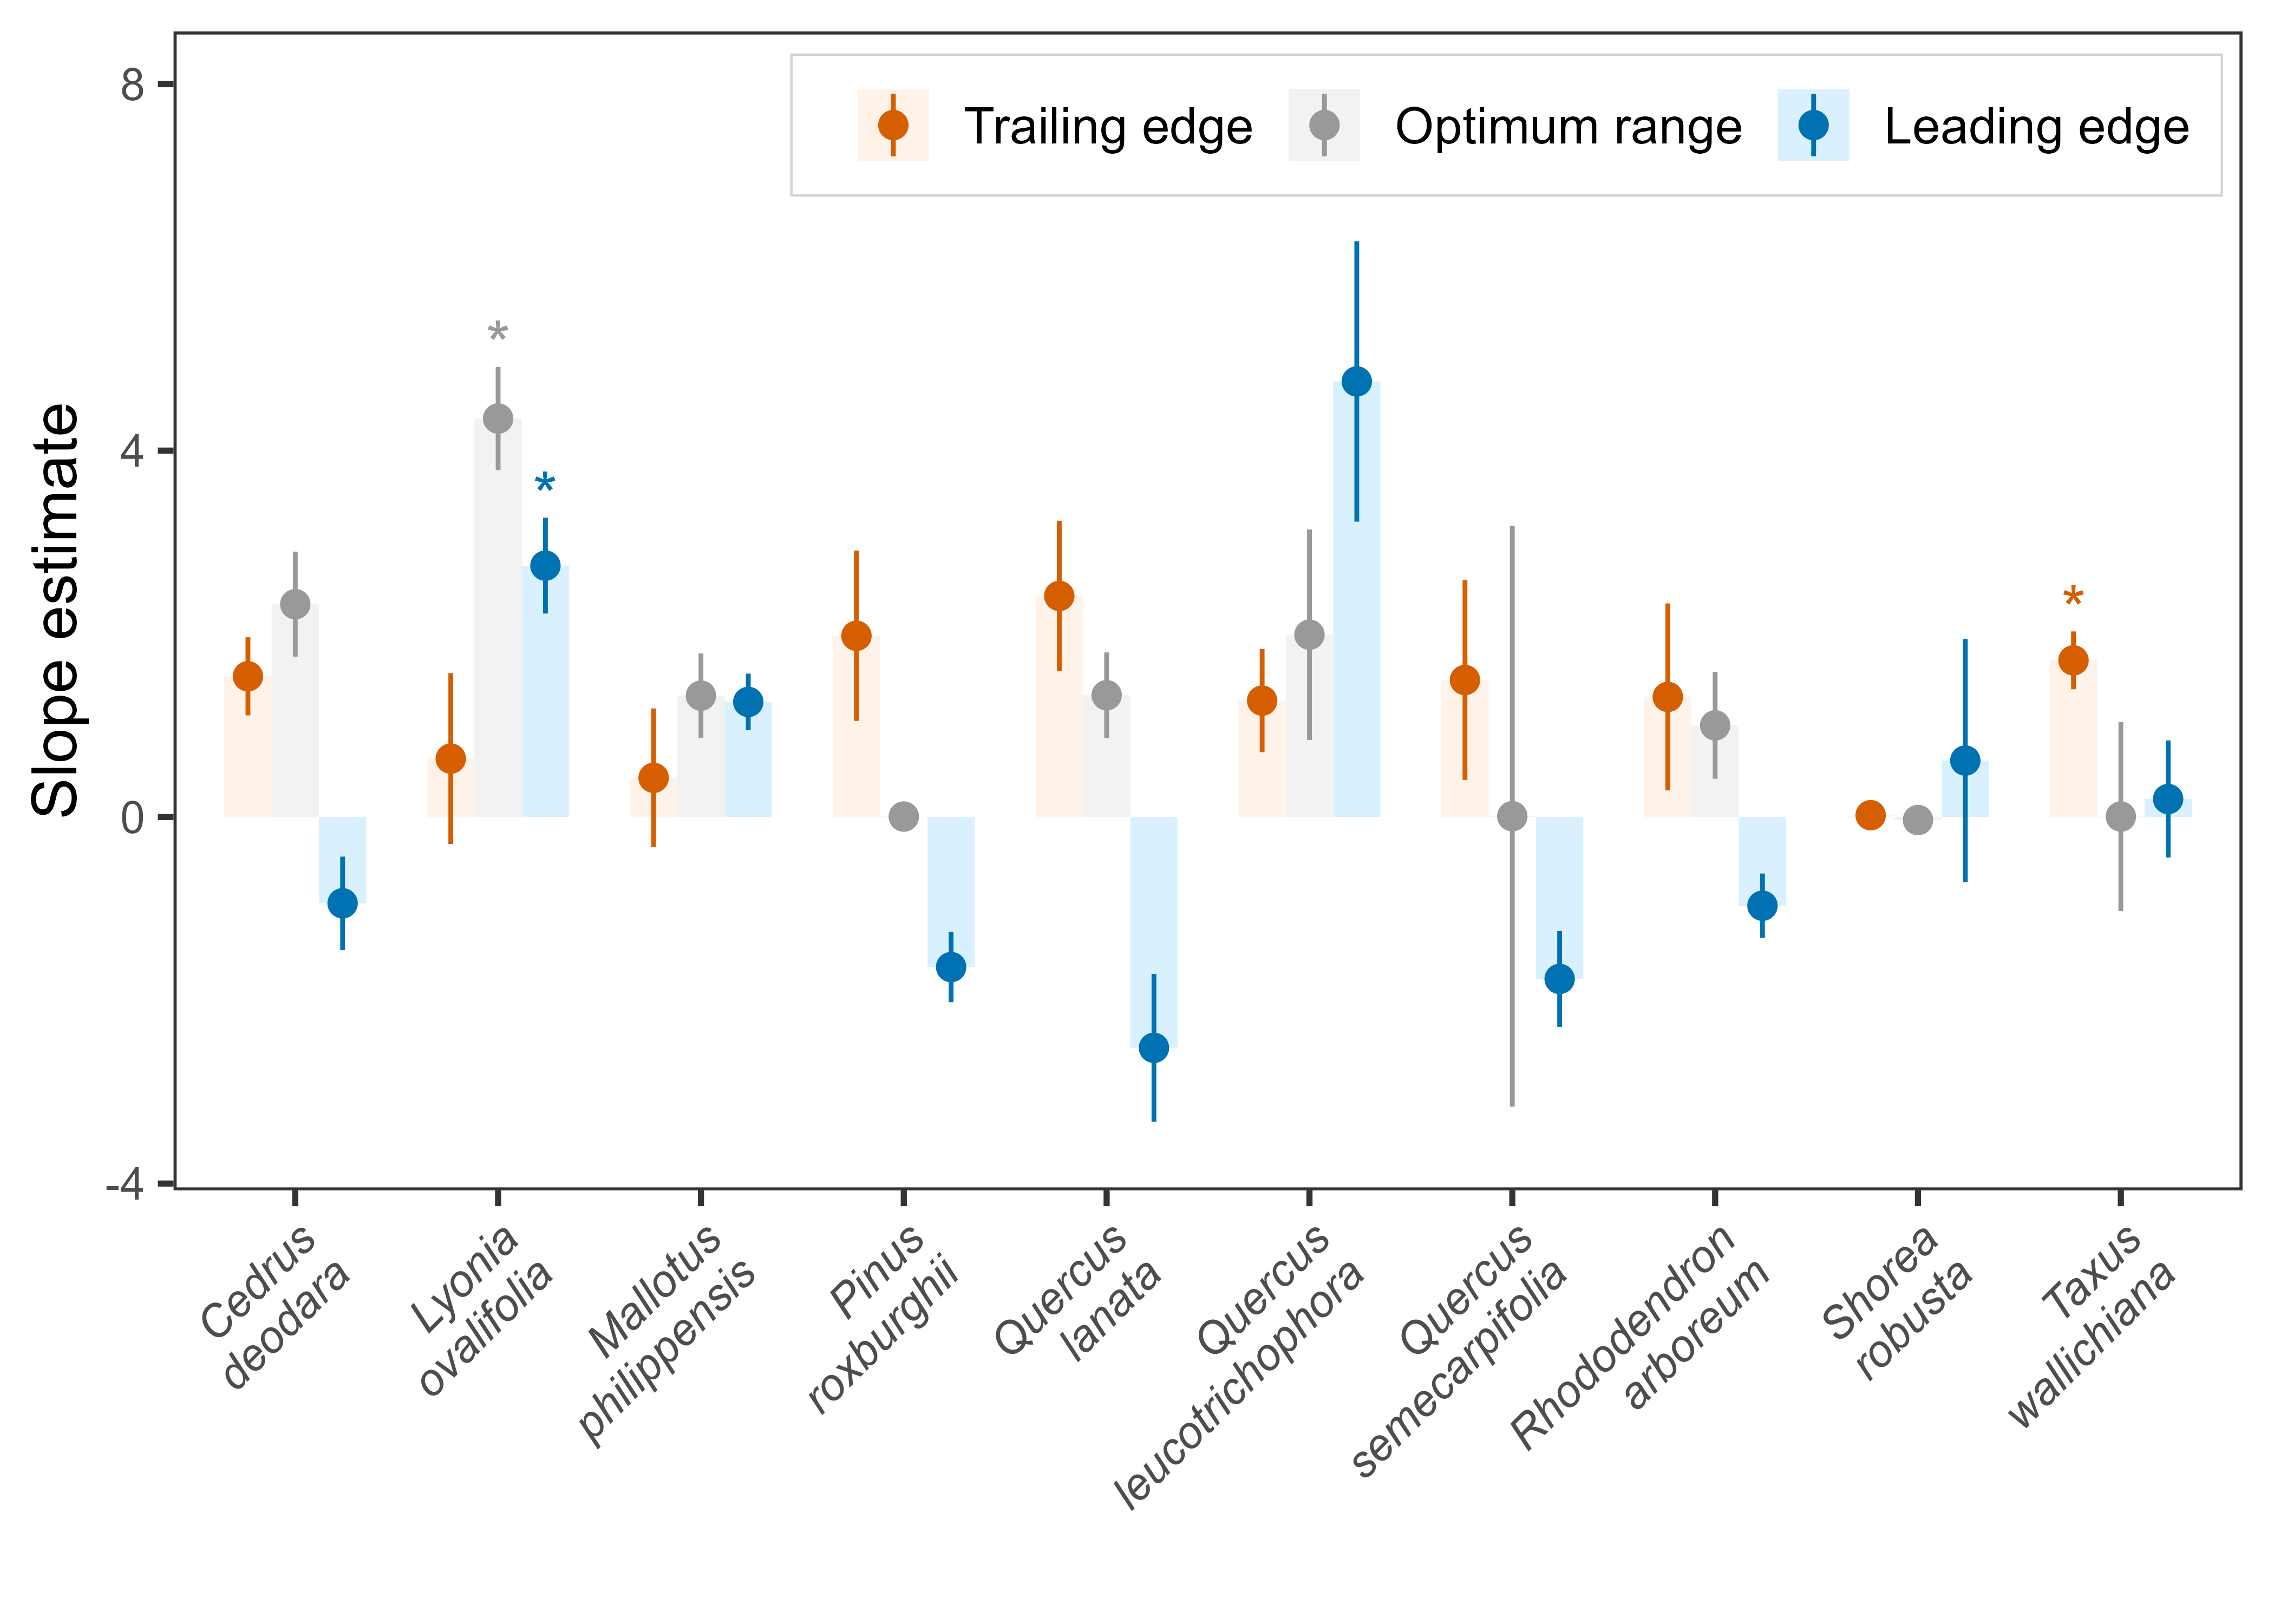 Trailing edge Optimum range Leading edge
Slope estimate
8
4
0
-4
*
*
*
Cedrus
deodara
Lyonia
ovalifolia
Mallotus
philippensis
Pinus
roxburghii
Quercus
lanata
Quercus
leucotrichophora
Quercus
semecarpifolia
Rhododendron
arboreum
Shorea
robusta
Taxus
wallichiana